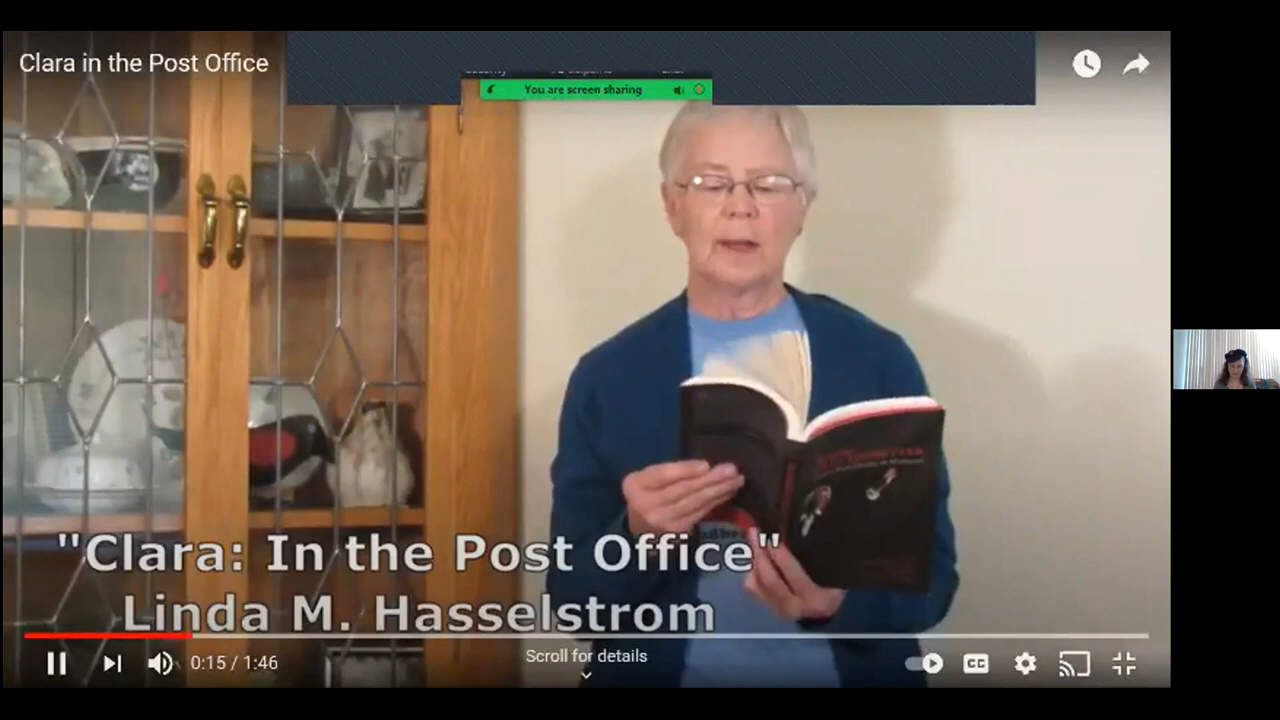 Clara in the Post Office
You are screen sharing
"Clara: In the Post Office"
Linda M. Hasselstrom
0:15 / 1:46
Scroll for details
CC